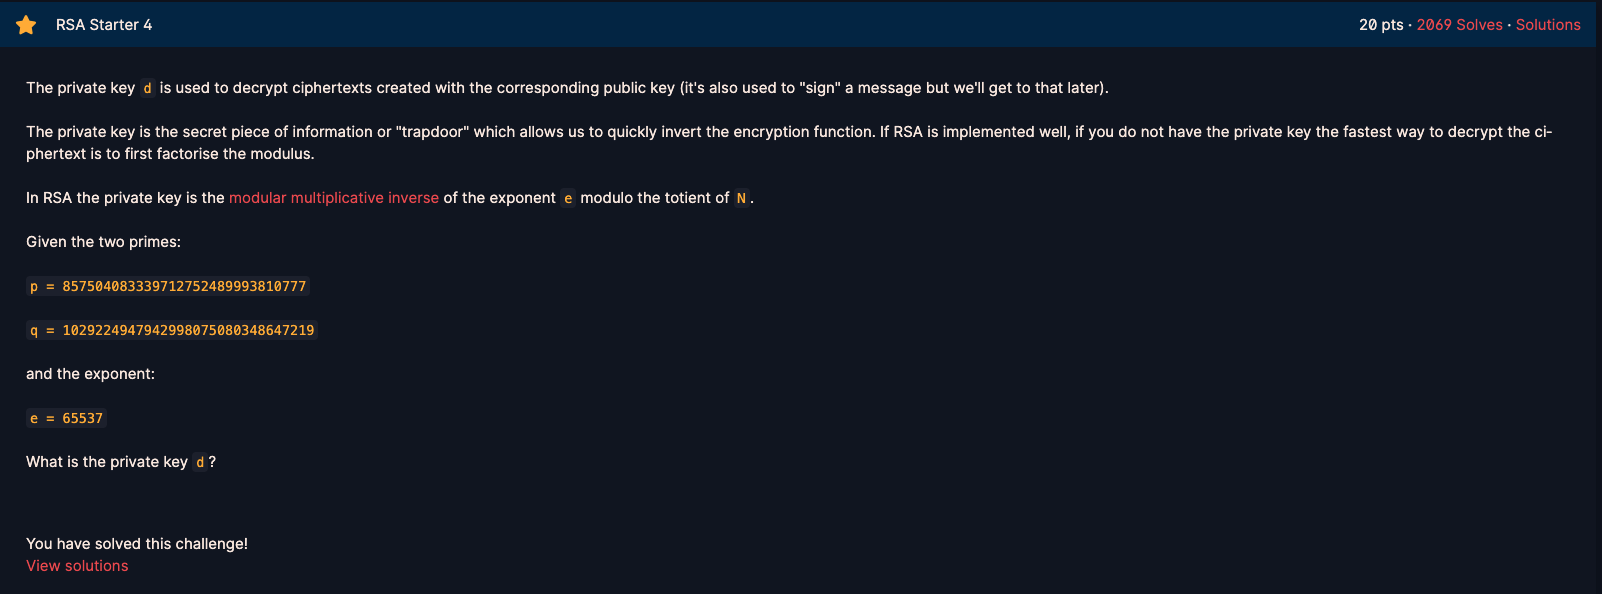 RSA Starter 4
20 pts · 2069 Solves · Solutions
The private key d is used to decrypt ciphertexts created with the corresponding public key (it's also used to "sign" a message but we'll get to that later).
The private key is the secret piece of information or "trapdoor" which allows us to quickly invert the encryption function. If RSA is implemented well, if you do not have the private key the fastest way to decrypt the ci-
phertext is to first factorise the modulus.
In RSA the private key is the modular multiplicative inverse of the exponent e modulo the totient of N.
Given the two primes:
p = 857504083339712752489993810777
q = 1029224947942998075080348647219
and the exponent:
e = 65537
What is the private key d?
You have solved this challenge!
View solutions